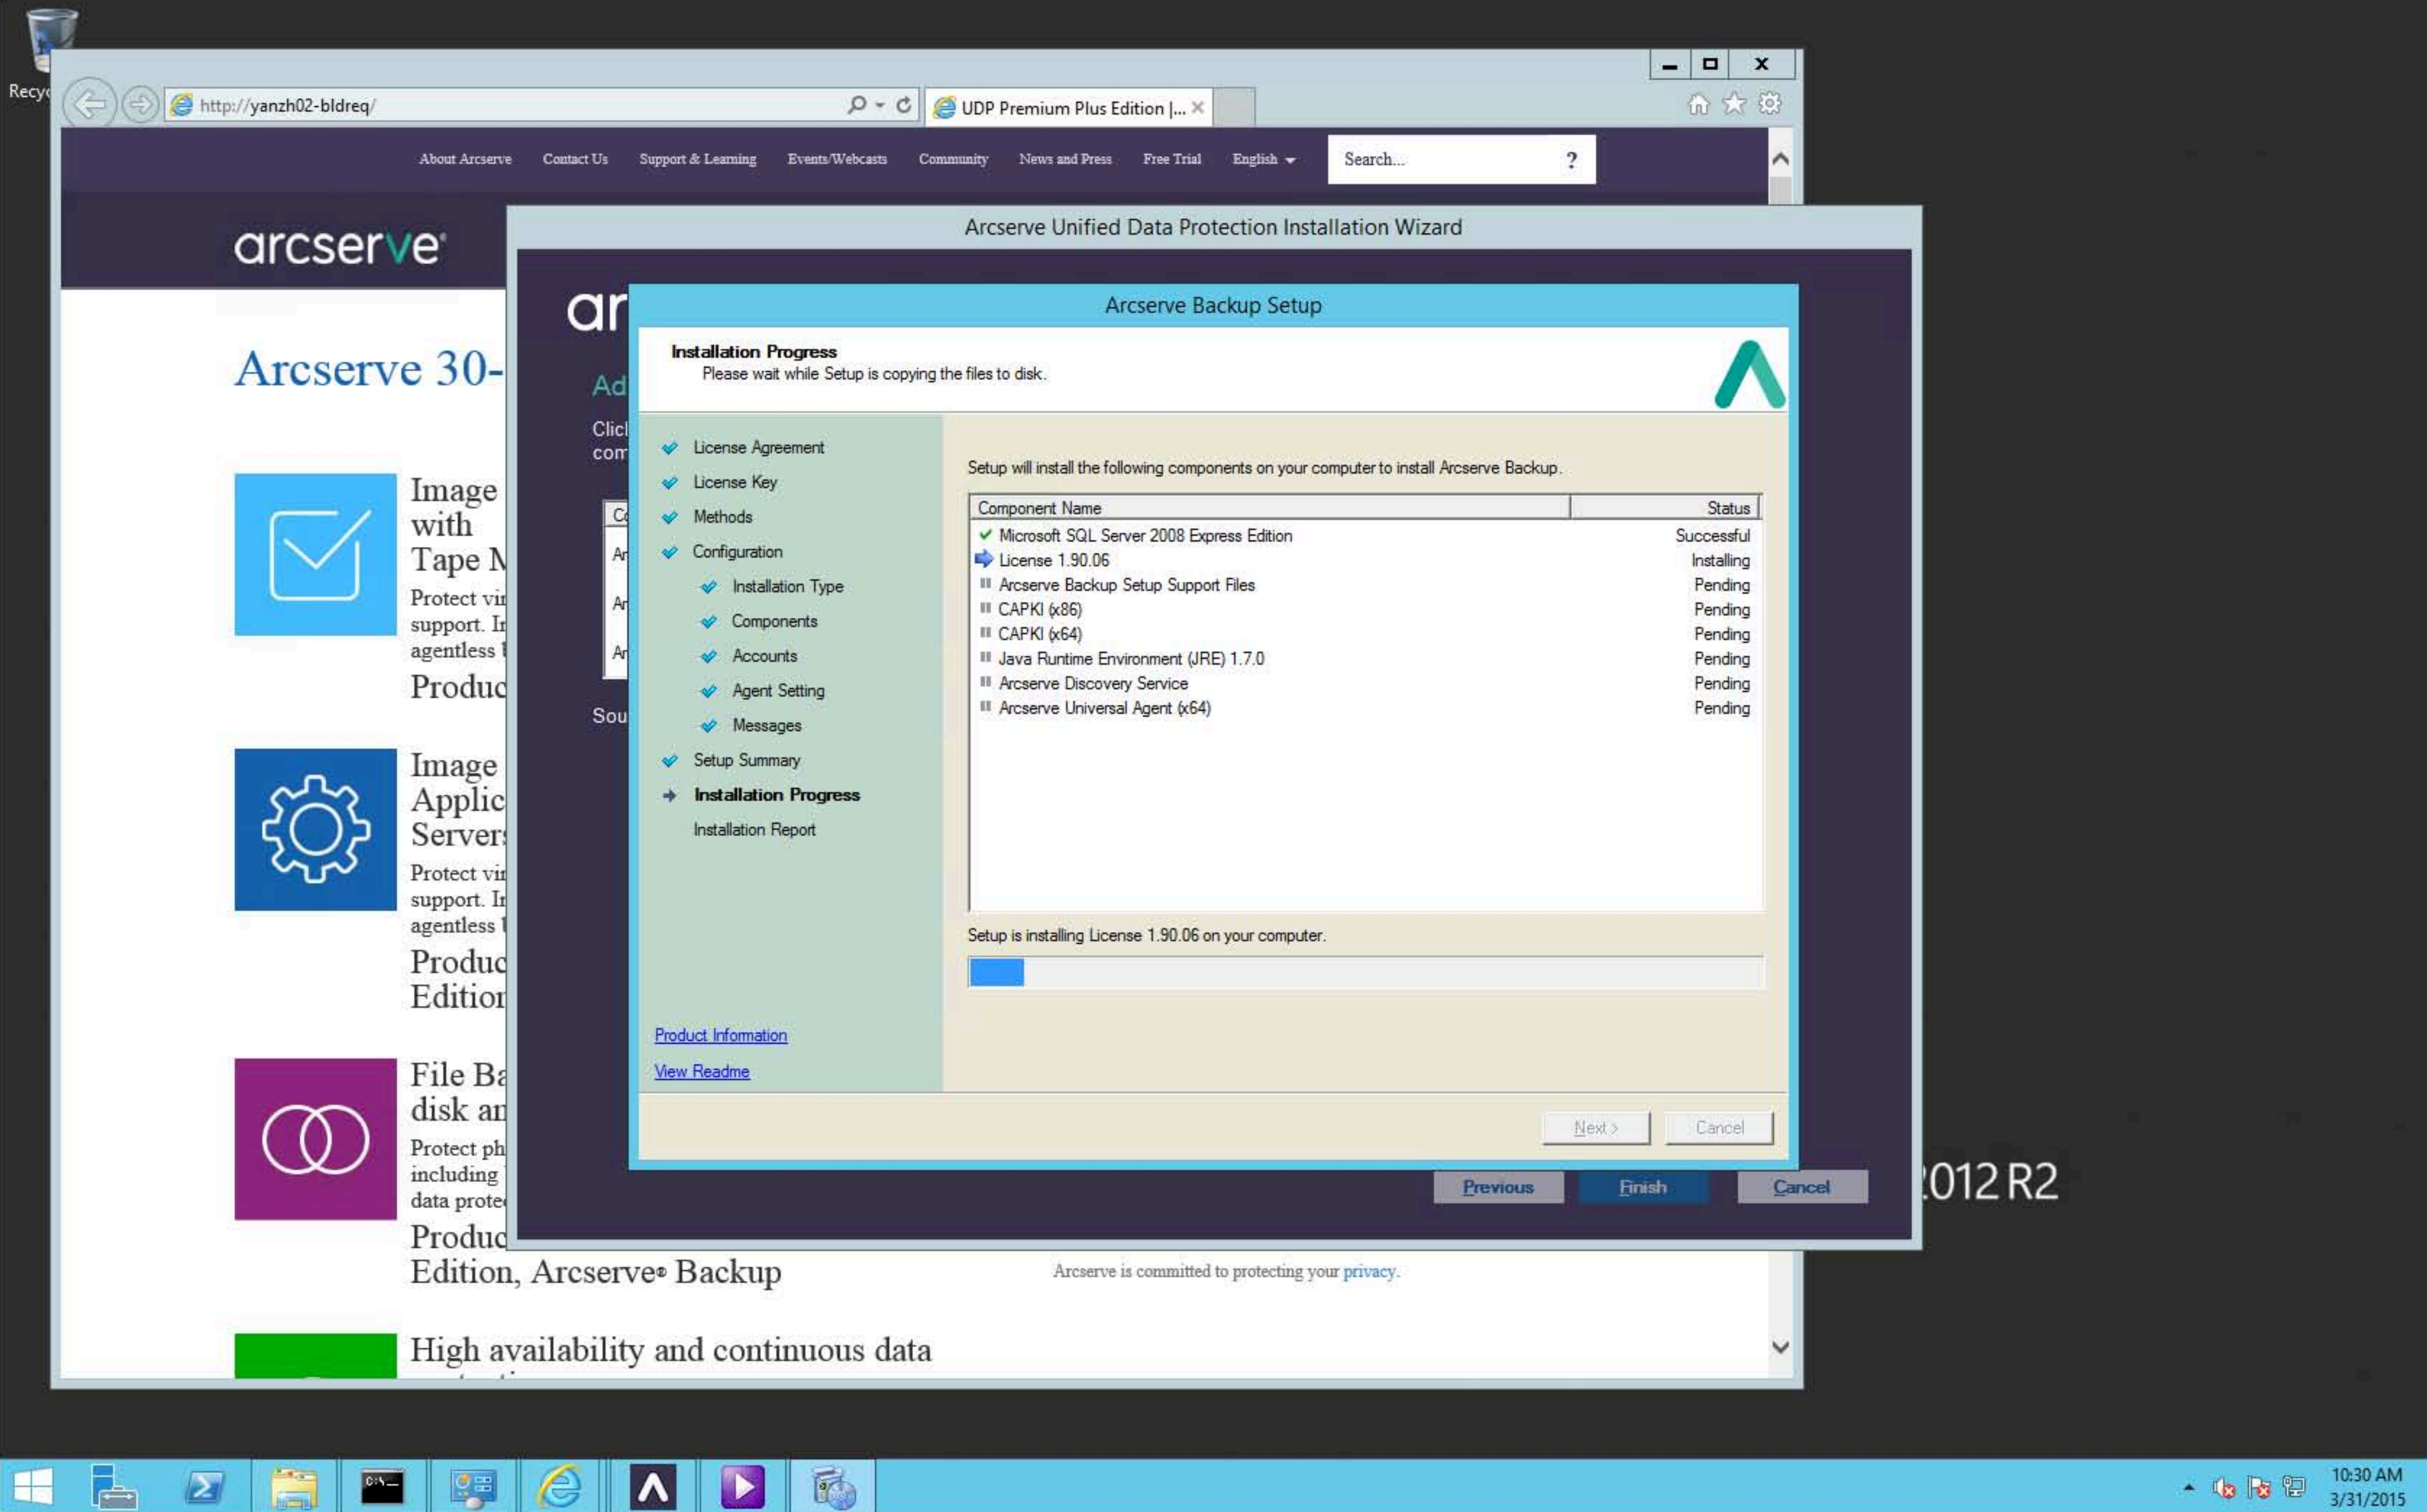 Recyc
http://yanzh02-bldreq/
UDP Premium Plus Edition |...
About Arcserve Contact Us Support & Learning Events/Webcasts Community News and Press Free Trial English Search... ?
arcserve
Arcserve 30-
Image
with
Tape M
Protect vir
support. In
agentless
Produc
Image
Applic
Servers
Protect vir
support. In
agentless
Produc
Edition
File Ba
disk an
Protect ph
including
data prote
Produc
Edition, Arcserve® Backup
High availability and continuous data
Arcserve is committed to protecting your privacy.
Arcserve Unified Data Protection Installation Wizard
ar
Ad
Clicl
com
Co
Ar
Ar
Ar
Sou
Previous Finish Cancel
Arcserve Backup Setup
Installation Progress
Please wait while Setup is copying the files to disk.
License Agreement
License Key
Methods
Configuration
Installation Type
Components
Accounts
Agent Setting
Messages
Setup Summary
Installation Progress
Installation Report
Product Information
View Readme
Setup will install the following components on your computer to install Arcserve Backup.
Component Name Status
Microsoft SQL Server 2008 Express Edition Successful
License 1.90.06 Installing
Arcserve Backup Setup Support Files Pending
CAPKI (x86) Pending
CAPKI (x64) Pending
Java Runtime Environment (JRE) 1.7.0 Pending
Arcserve Discovery Service Pending
Arcserve Universal Agent (x64) Pending
Setup is installing License 1.90.06 on your computer.
Next > Cancel
2012 R2
C:\_
10:30 AM
3/31/2015